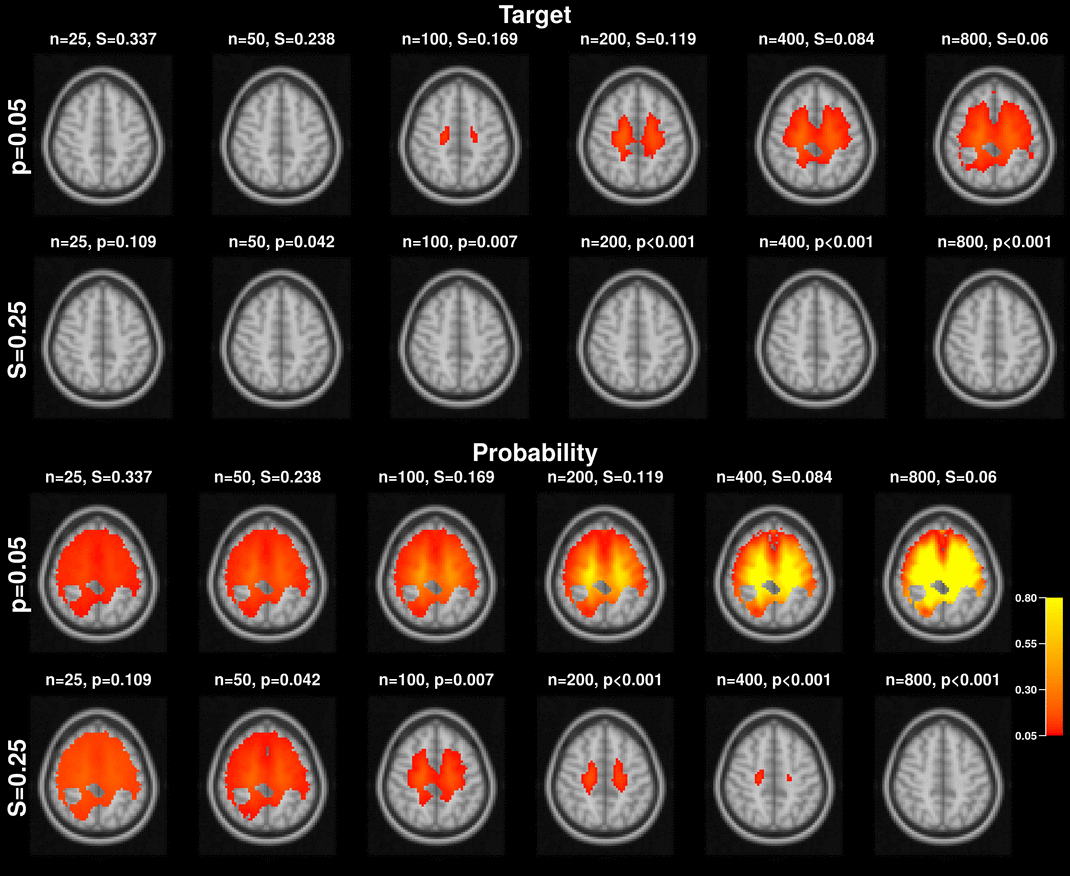 Target
n=25, S=0.337 n=50, S=0.238 n=100, S=0.169 n=200, S=0.119 n=400, S=0.084 n=800, S=0.06
p=0.05
n=25, p=0.109 n=50, p=0.042 n=100, p=0.007 n=200, p<0.001 n=400, p<0.001 n=800, p<0.001
S=0.25
Probability
n=25, S=0.337 n=50, S=0.238 n=100, S=0.169 n=200, S=0.119 n=400, S=0.084 n=800, S=0.06
p=0.05
0.80
0.55
0.30
0.05
n=25, p=0.109 n=50, p=0.042 n=100, p=0.007 n=200, p<0.001 n=400, p<0.001 n=800, p<0.001
S=0.25